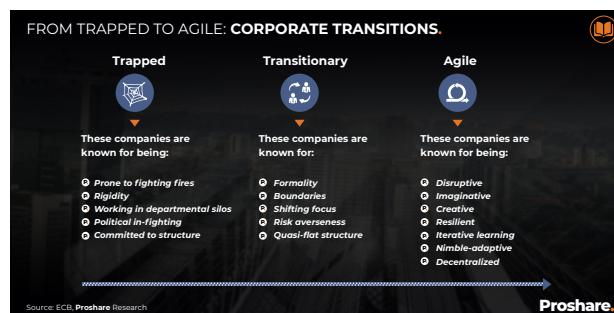 FROM TRAPPED TO AGILE: CORPORATE TRANSITIONS.
Trapped
These companies are
known for being:
Prone to fighting fires
Rigidity
Working in departmental silos
Political in-fighting
Committed to structure
Transitionary
These companies are
known for:
Formality
Boundaries
Shifting focus
Risk averseness
Quasi-flat structure
Agile
These companies are
known for being:
Disruptive
Imaginative
Creative
Resilient
Iterative learning
Nimble-adaptive
Decentralized
Source: ECB, Proshare Research
Proshare.